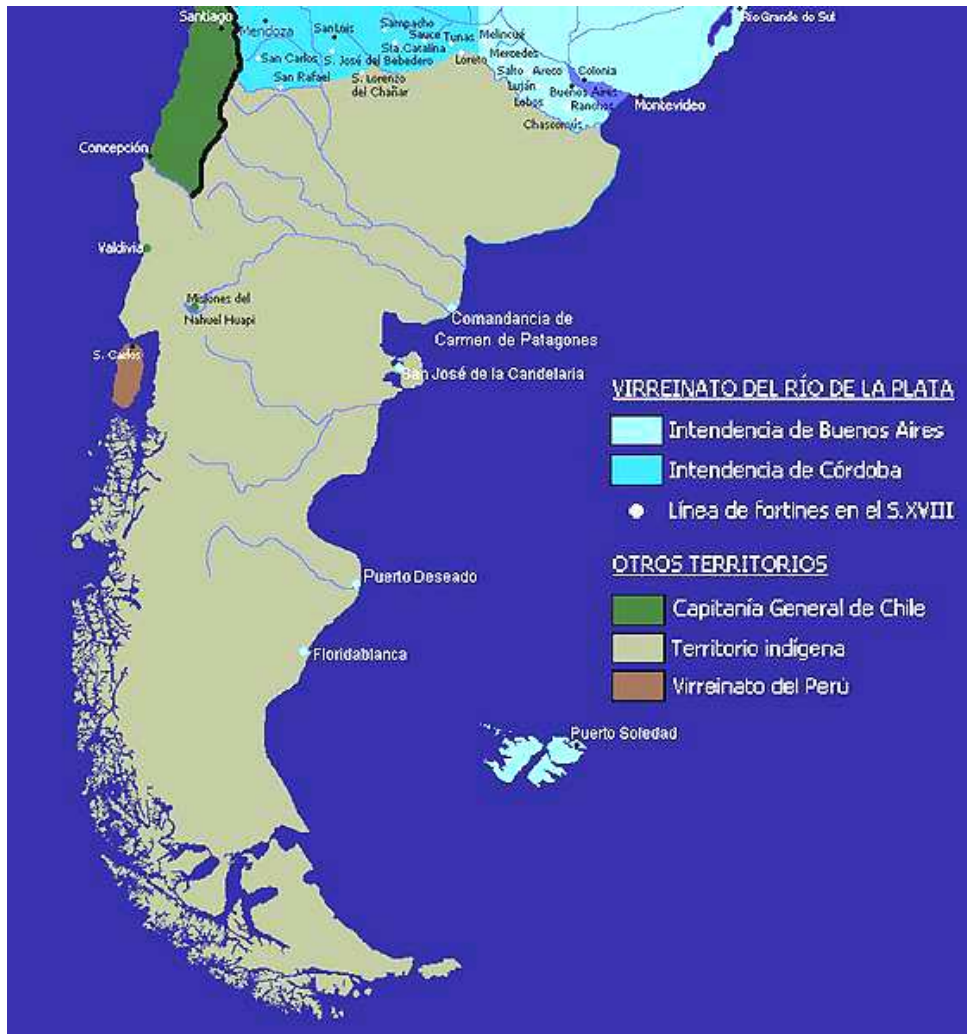 Santiago
Mendoza
San Luis
Sampacho
Sauce
Tunas
Melincué
Río Grande do Sul
San Carlos
Sta. Catalina
S. José del Bebedero
Loreto
Mercedes
San Rafael
S. Lorenzo
del Chañar
Salto
Areco
Colonia
Luján
Buenos Aires
Lobos
Ranchos
Montevideo
Chascomús
Concepción
Valdivia
Misiones del
Nahuel Huapi
Comandancia de
Carmen de Patagones
S. Carlos
San José de la Candelaria
VIRREINATO DEL RÍO DE LA PLATA
Intendencia de Buenos Aires
Intendencia de Córdoba
Línea de fortines en el S.XVIII
OTROS TERRITORIOS
Capitanía General de Chile
Territorio indígena
Virreinato del Perú
Puerto Deseado
Floridablanca
Puerto Soledad